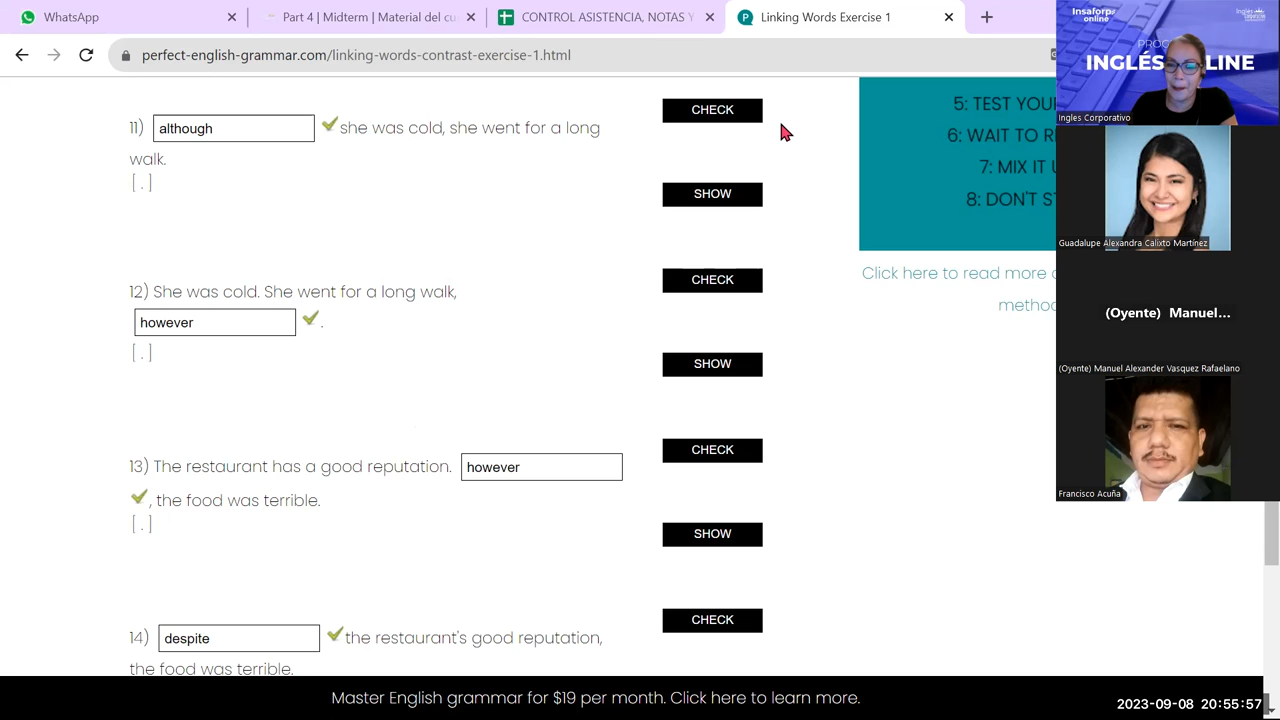 WhatsApp
Part 4 | Midterm
CONTROL ASISTENCIA, NOTAS Y
Linking Words Exercise 1
perfect-english-grammar.com/linking-words-contrast-exercise-1.html
11) although she was cold, she went for a long
walk.
[ . ]
CHECK
SHOW
12) She was cold. She went for a long walk,
however .
[ . ]
CHECK
SHOW
13) The restaurant has a good reputation. however
, the food was terrible.
[ . ]
CHECK
SHOW
14) despite the restaurant's good reputation,
the food was terrible.
CHECK
5: TEST YOU
6: WAIT TO R
7: MIX IT
8: DON'T S
Click here to read more
metho
Insaforp
online
inglés
INGLÉS LINE
Ingles Corporativo
Guadalupe Alexandra Calixto Martínez
(Oyente) Manuel...
(Oyente) Manuel Alexander Vasquez Rafaelano
Francisco Acuña
Master English grammar for $19 per month. Click here to learn more.
2023-09-08 20:55:57